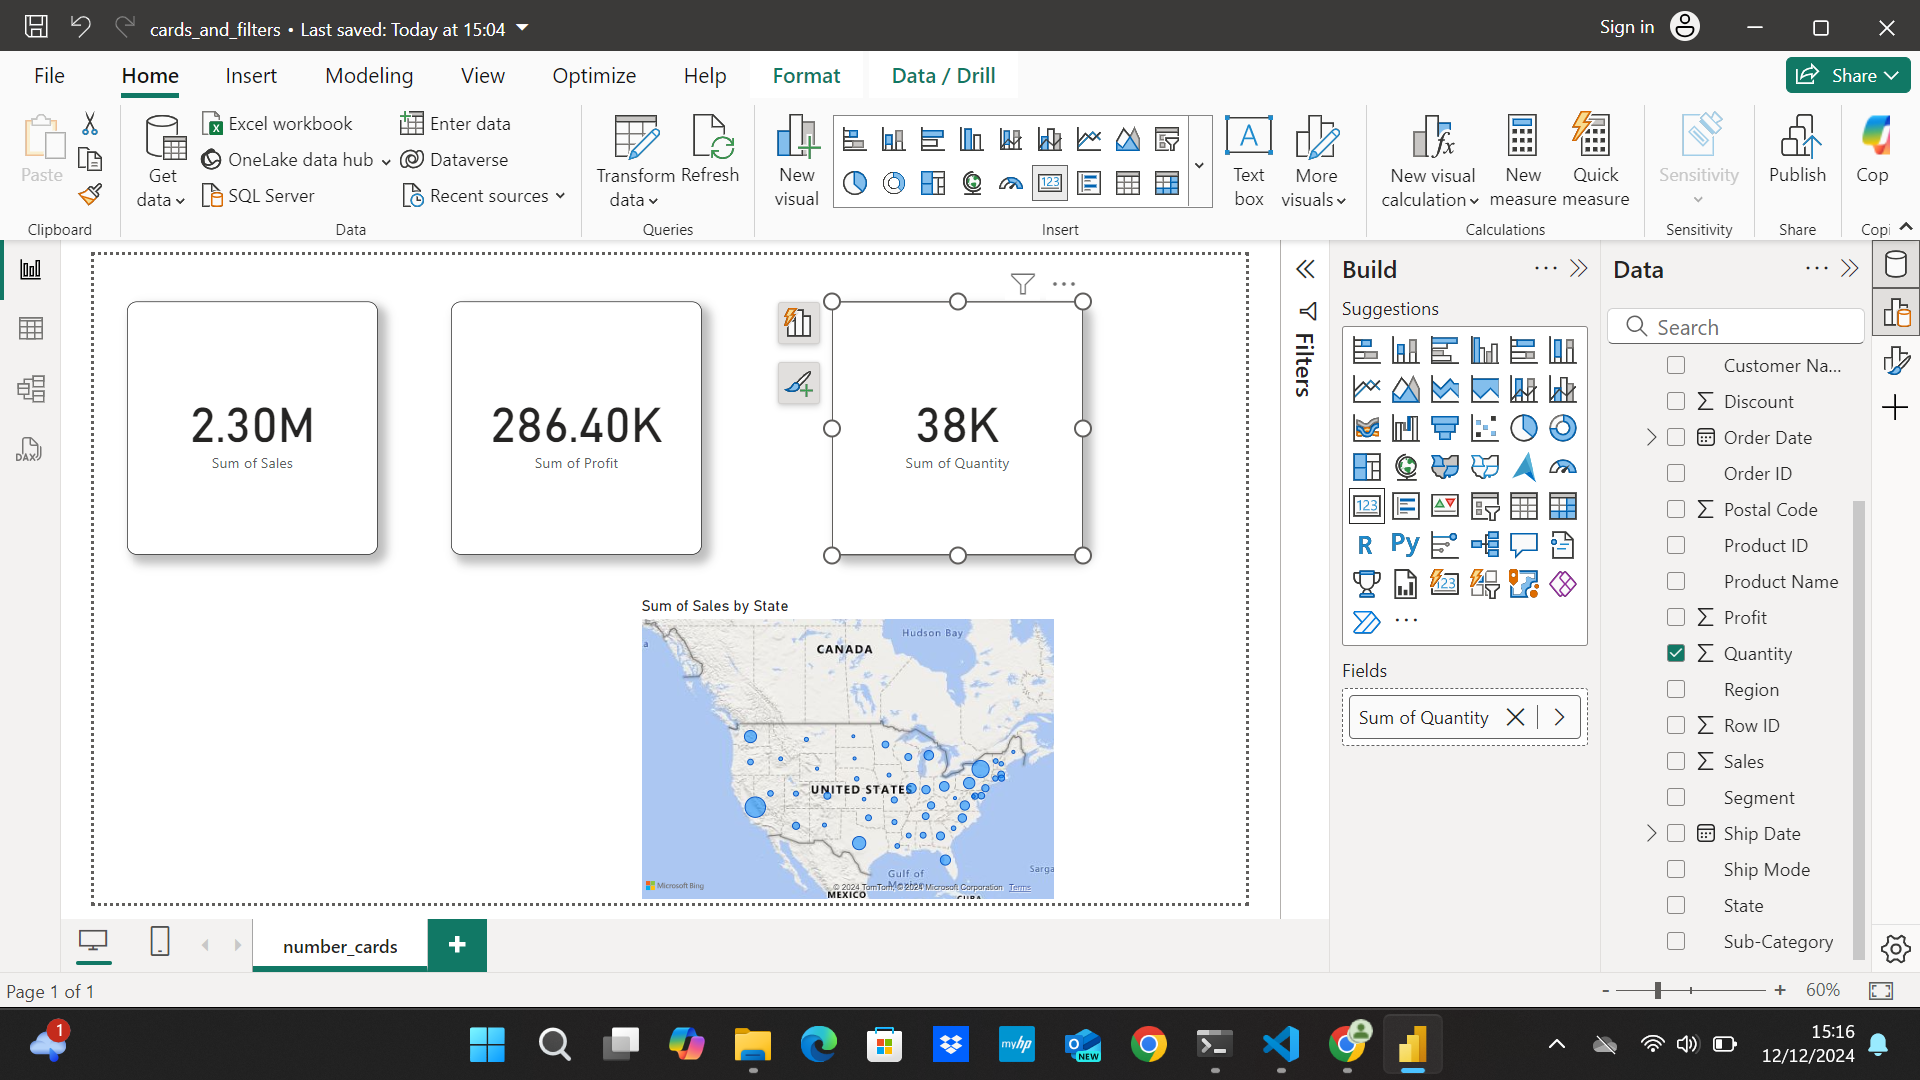 cards_and_filters • Last saved: Today at 15:04
Sign in
File
Home
Insert
Modeling
View
Optimize
Help
Format
Data / Drill
Share
Paste
Clipboard
Get data
Excel workbook
OneLake data hub
SQL Server
Enter data
Dataverse
Recent sources
Data
Transform data
Refresh
Queries
New visual
123
A
Text box
More visuals
Insert
New visual calculation
New measure
Quick measure
Calculations
Sensitivity
Sensitivity
Publish
Share
Cop
Copi
DAX
2.30M
Sum of Sales
286.40K
Sum of Profit
38K
Sum of Quantity
Sum of Sales by State
Hudson Bay
CANADA
UNITED STATES
Gulf of
MEXICO
CUBA
Sarga
a
Microsoft Bing
© 2024 TomTom, © 2024 Microsoft Corporation Terms
Filters
Build
Suggestions
123
R
Py
123
Fields
Sum of Quantity
Data
Search
Customer Na...
Discount
Order Date
Order ID
Postal Code
Product ID
Product Name
Profit
Quantity
Region
Row ID
Sales
Segment
Ship Date
Ship Mode
State
Sub-Category
number_cards
Page 1 of 1
- + 60%
1
myhp
NEW
15:16
12/12/2024